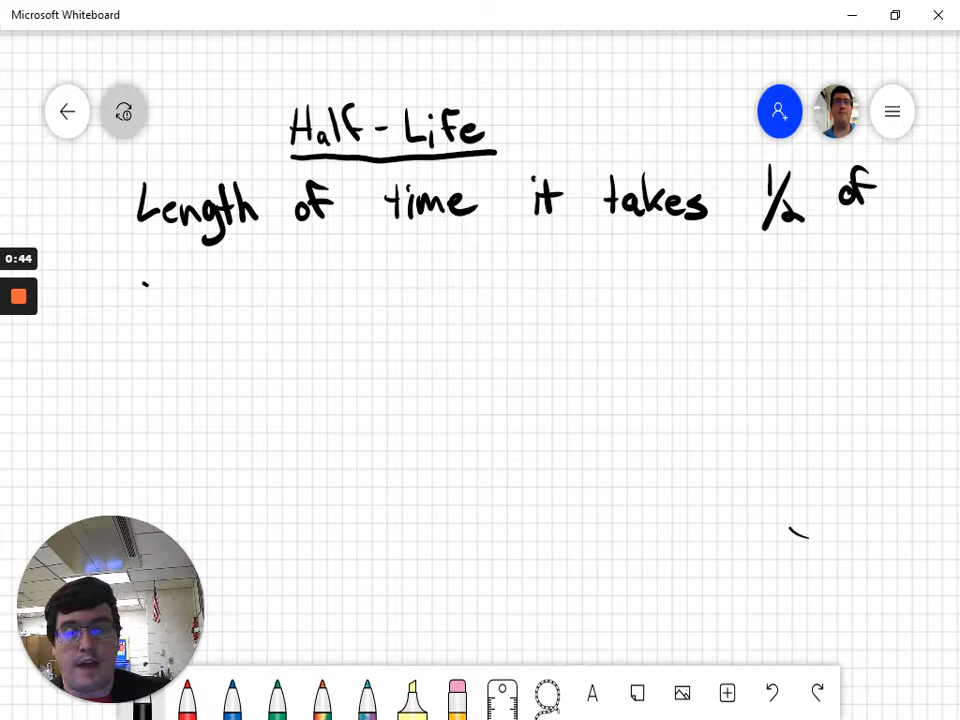 Microsoft Whiteboard
Half-Life
Length of time it takes 1/2 of
0:44
A